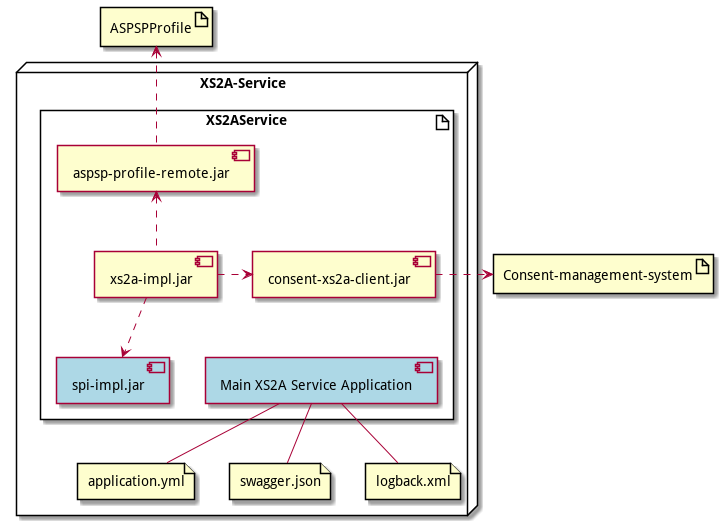 ASPSPProfile
XS2A-Service
XS2AService
aspsp-profile-remote.jar
xs2a-impl.jar
consent-xs2a-client.jar
Consent-management-system
spi-impl.jar
Main XS2A Service Application
application.yml
swagger.json
logback.xml